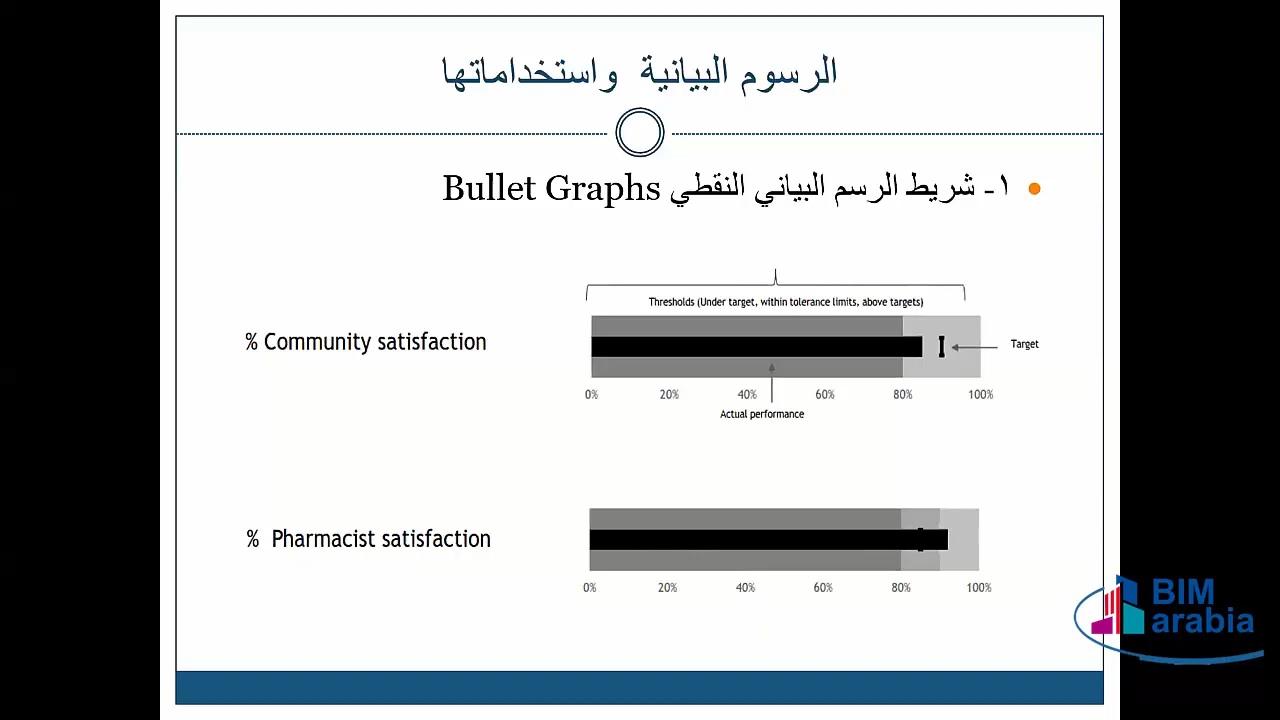 الرسوم البيانية واستخداماتها
١- شريط الرسم البياني النقطي Bullet Graphs
Thresholds (Under target, within tolerance limits, above targets)
% Community satisfaction
Target
0% 20% 40% 60% 80% 100%
Actual performance
% Pharmacist satisfaction
0% 20% 40% 60% 80% 100%
BIM
arabia